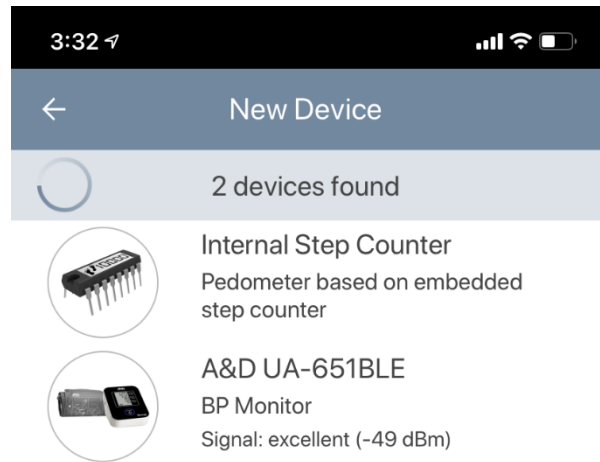 3:32
New Device
2 devices found
Internal Step Counter
Pedometer based on embedded
step counter
A&D UA-651BLE
BP Monitor
Signal: excellent (-49 dBm)